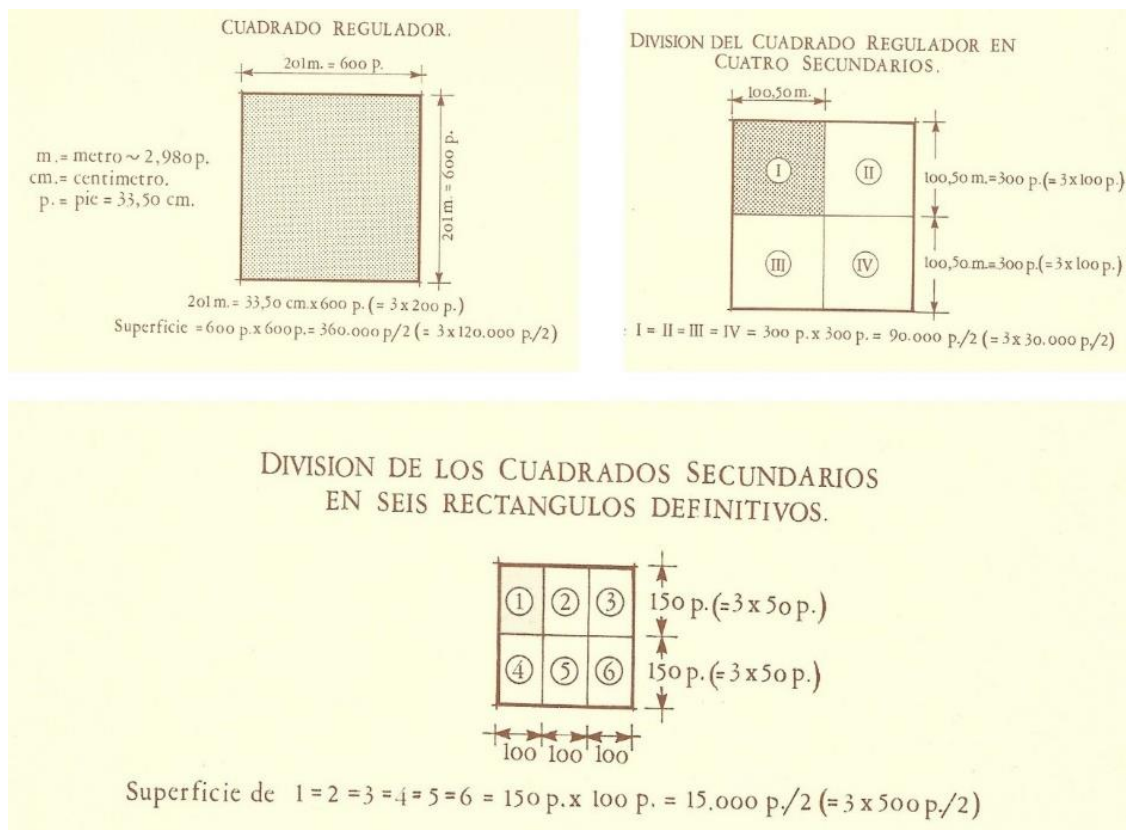 CUADRADO REGULADOR.
201 m. = 600 p.
m. = metro ~ 2,980 p.
cm. = centimetro.
p. = pie = 33,50 cm.
201 m. = 600 p.
201 m. = 33,50 cm. x 600 p. (= 3 x 200 p.)
Superficie = 600 p. x 600 p. = 360.000 p/2 (= 3 x 120.000 p./2)
DIVISION DEL CUADRADO REGULADOR EN
CUATRO SECUNDARIOS.
100,50 m.
I II
100,50 m. = 300 p. (= 3 x 100 p.)
III IV
100,50 m. = 300 p. (= 3 x 100 p.)
: I = II = III = IV = 300 p. x 300 p. = 90.000 p./2 (= 3 x 30.000 p./2)
DIVISION DE LOS CUADRADOS SECUNDARIOS
EN SEIS RECTANGULOS DEFINITIVOS.
1 2 3
150 p. (= 3 x 50 p.)
4 5 6
150 p. (= 3 x 50 p.)
100 100 100
Superficie de 1 = 2 = 3 = 4 = 5 = 6 = 150 p. x 100 p. = 15.000 p./2 (= 3 x 500 p./2)